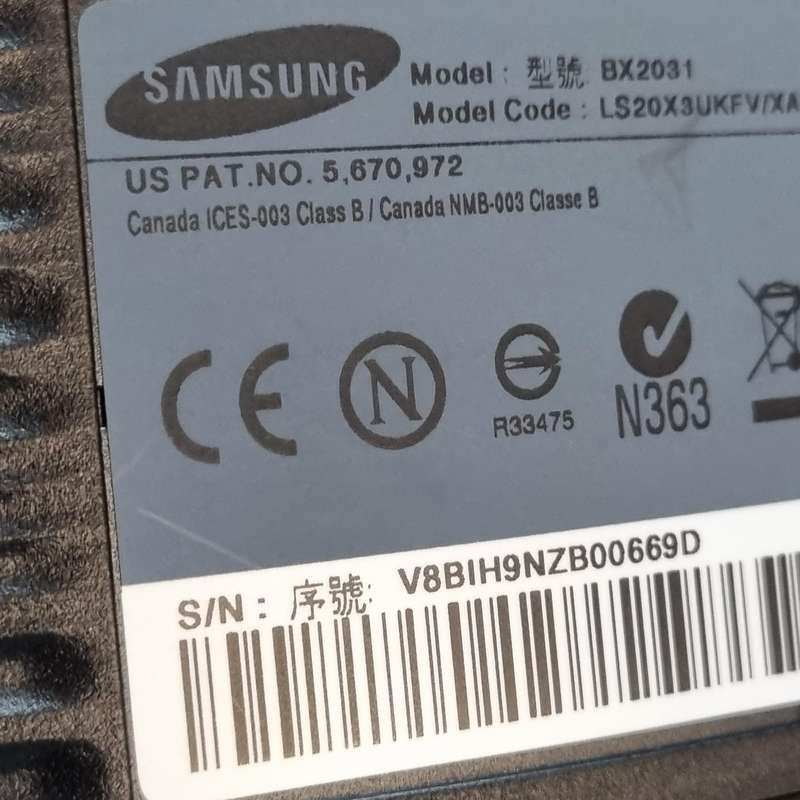 SAMSUNG
Model : 型號 BX2031
Model Code : LS20X3UKFV/XA
US PAT.NO. 5,670,972
Canada ICES-003 Class B / Canada NMB-003 Classe B
CE N R33475 N363
S/N : 序號: V8BIH9NZB00669D